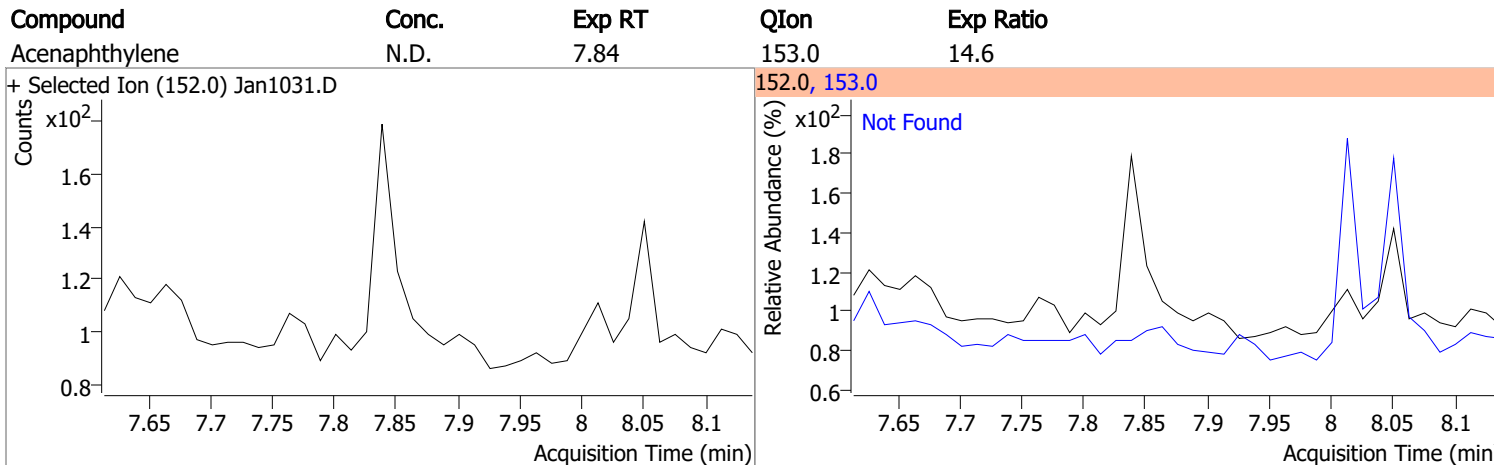 Compound Conc. Exp RT QIon Exp Ratio
Acenaphthylene N.D. 7.84 153.0 14.6
+ Selected Ion (152.0) Jan1031.D
Counts
x10²
1.6
1.4
1.2
1
0.8
7.65 7.7 7.75 7.8 7.85 7.9 7.95 8 8.05 8.1
Acquisition Time (min)
152.0, 153.0
Relative Abundance (%)
x10²
Not Found
1.8
1.6
1.4
1.2
1
0.8
0.6
7.65 7.7 7.75 7.8 7.85 7.9 7.95 8 8.05 8.1
Acquisition Time (min